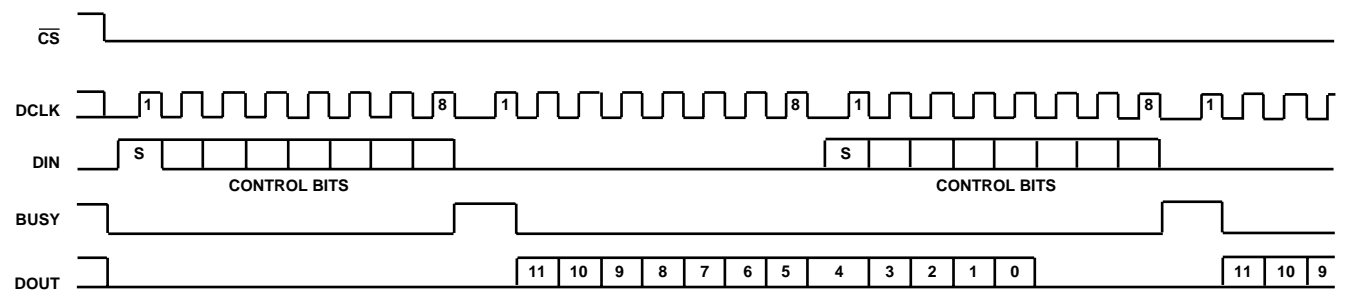 CS
DCLK 1 8 1 8 1 8 1
DIN S S
CONTROL BITS CONTROL BITS
BUSY
DOUT 11 10 9 8 7 6 5 4 3 2 1 0 11 10 9